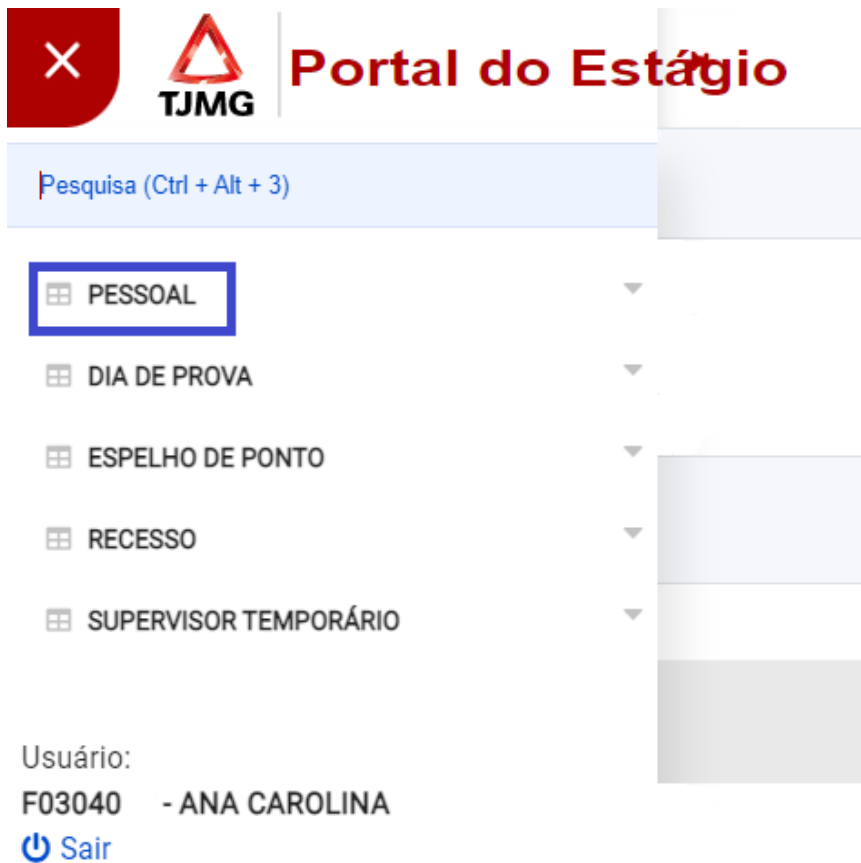 TJMG
Portal do Estágio
Pesquisa (Ctrl + Alt + 3)
PESSOAL
DIA DE PROVA
ESPELHO DE PONTO
RECESSO
SUPERVISOR TEMPORÁRIO
Usuário:
F03040 - ANA CAROLINA
Sair